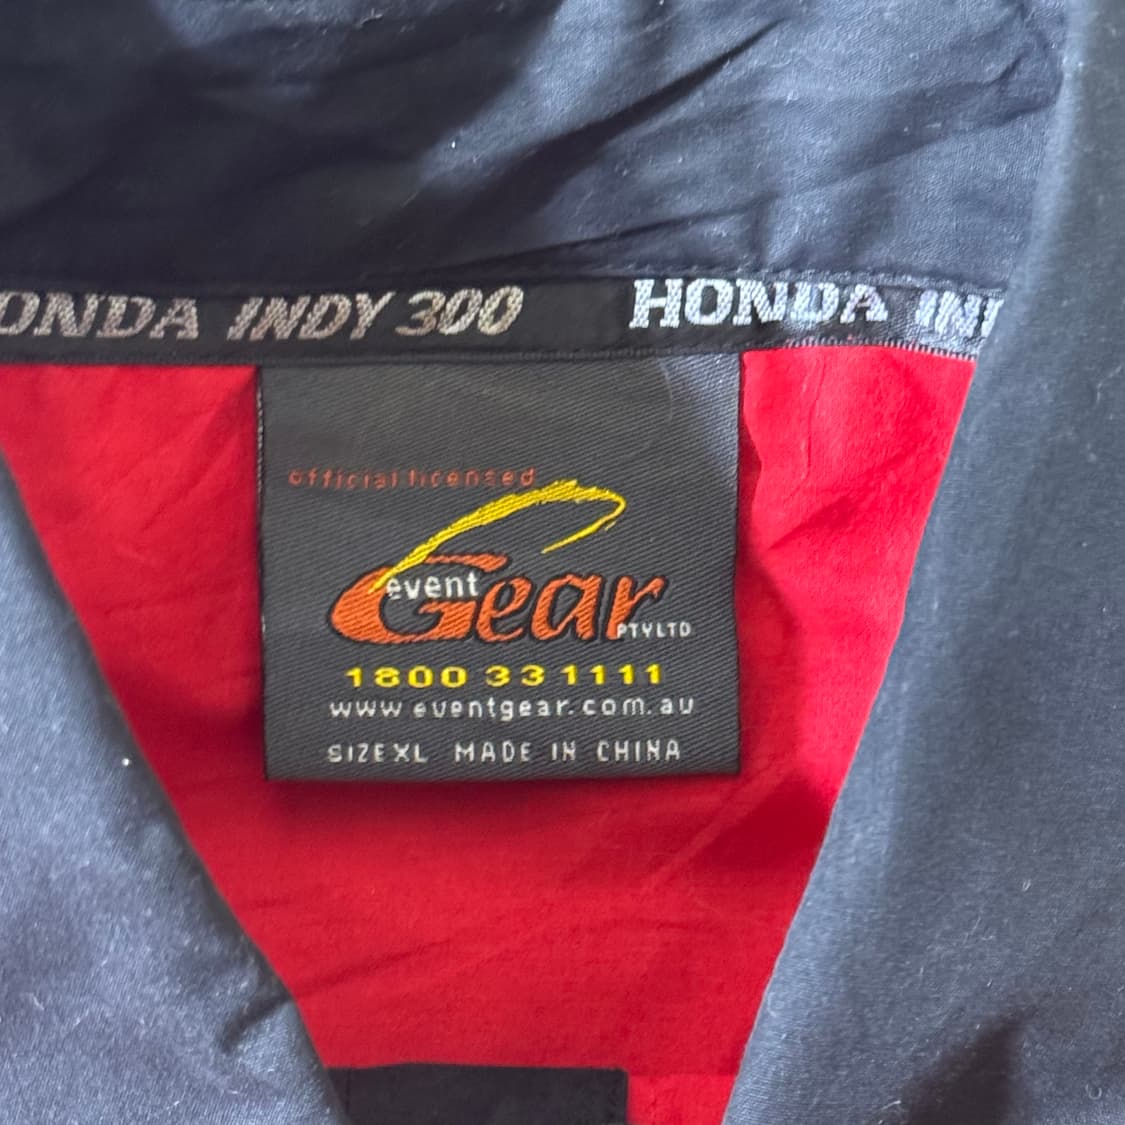 ONDA INDY 300 HONDA IND
official licensed
event Gear
PTY LTD
1800 33 1111
www.eventgear.com.au
SIZE XL MADE IN CHINA